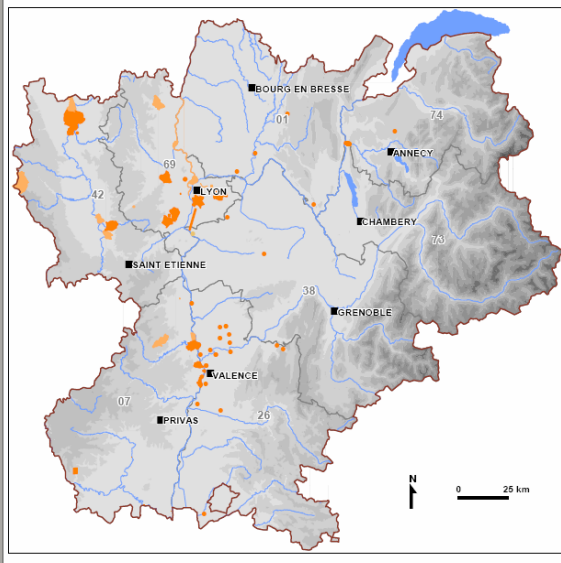 BOURG EN BRESSE
74
01
ANNECY
69
LYON
42
CHAMBERY
73
SAINT ETIENNE
38
GRENOBLE
VALENCE
07
26
PRIVAS
N
0 25 km